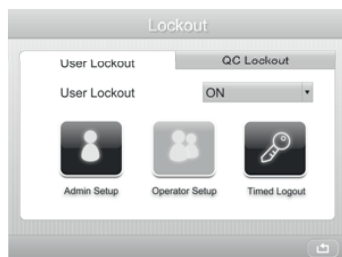 Lockout
User Lockout QC Lockout
User Lockout ON
Admin Setup Operator Setup Timed Logout